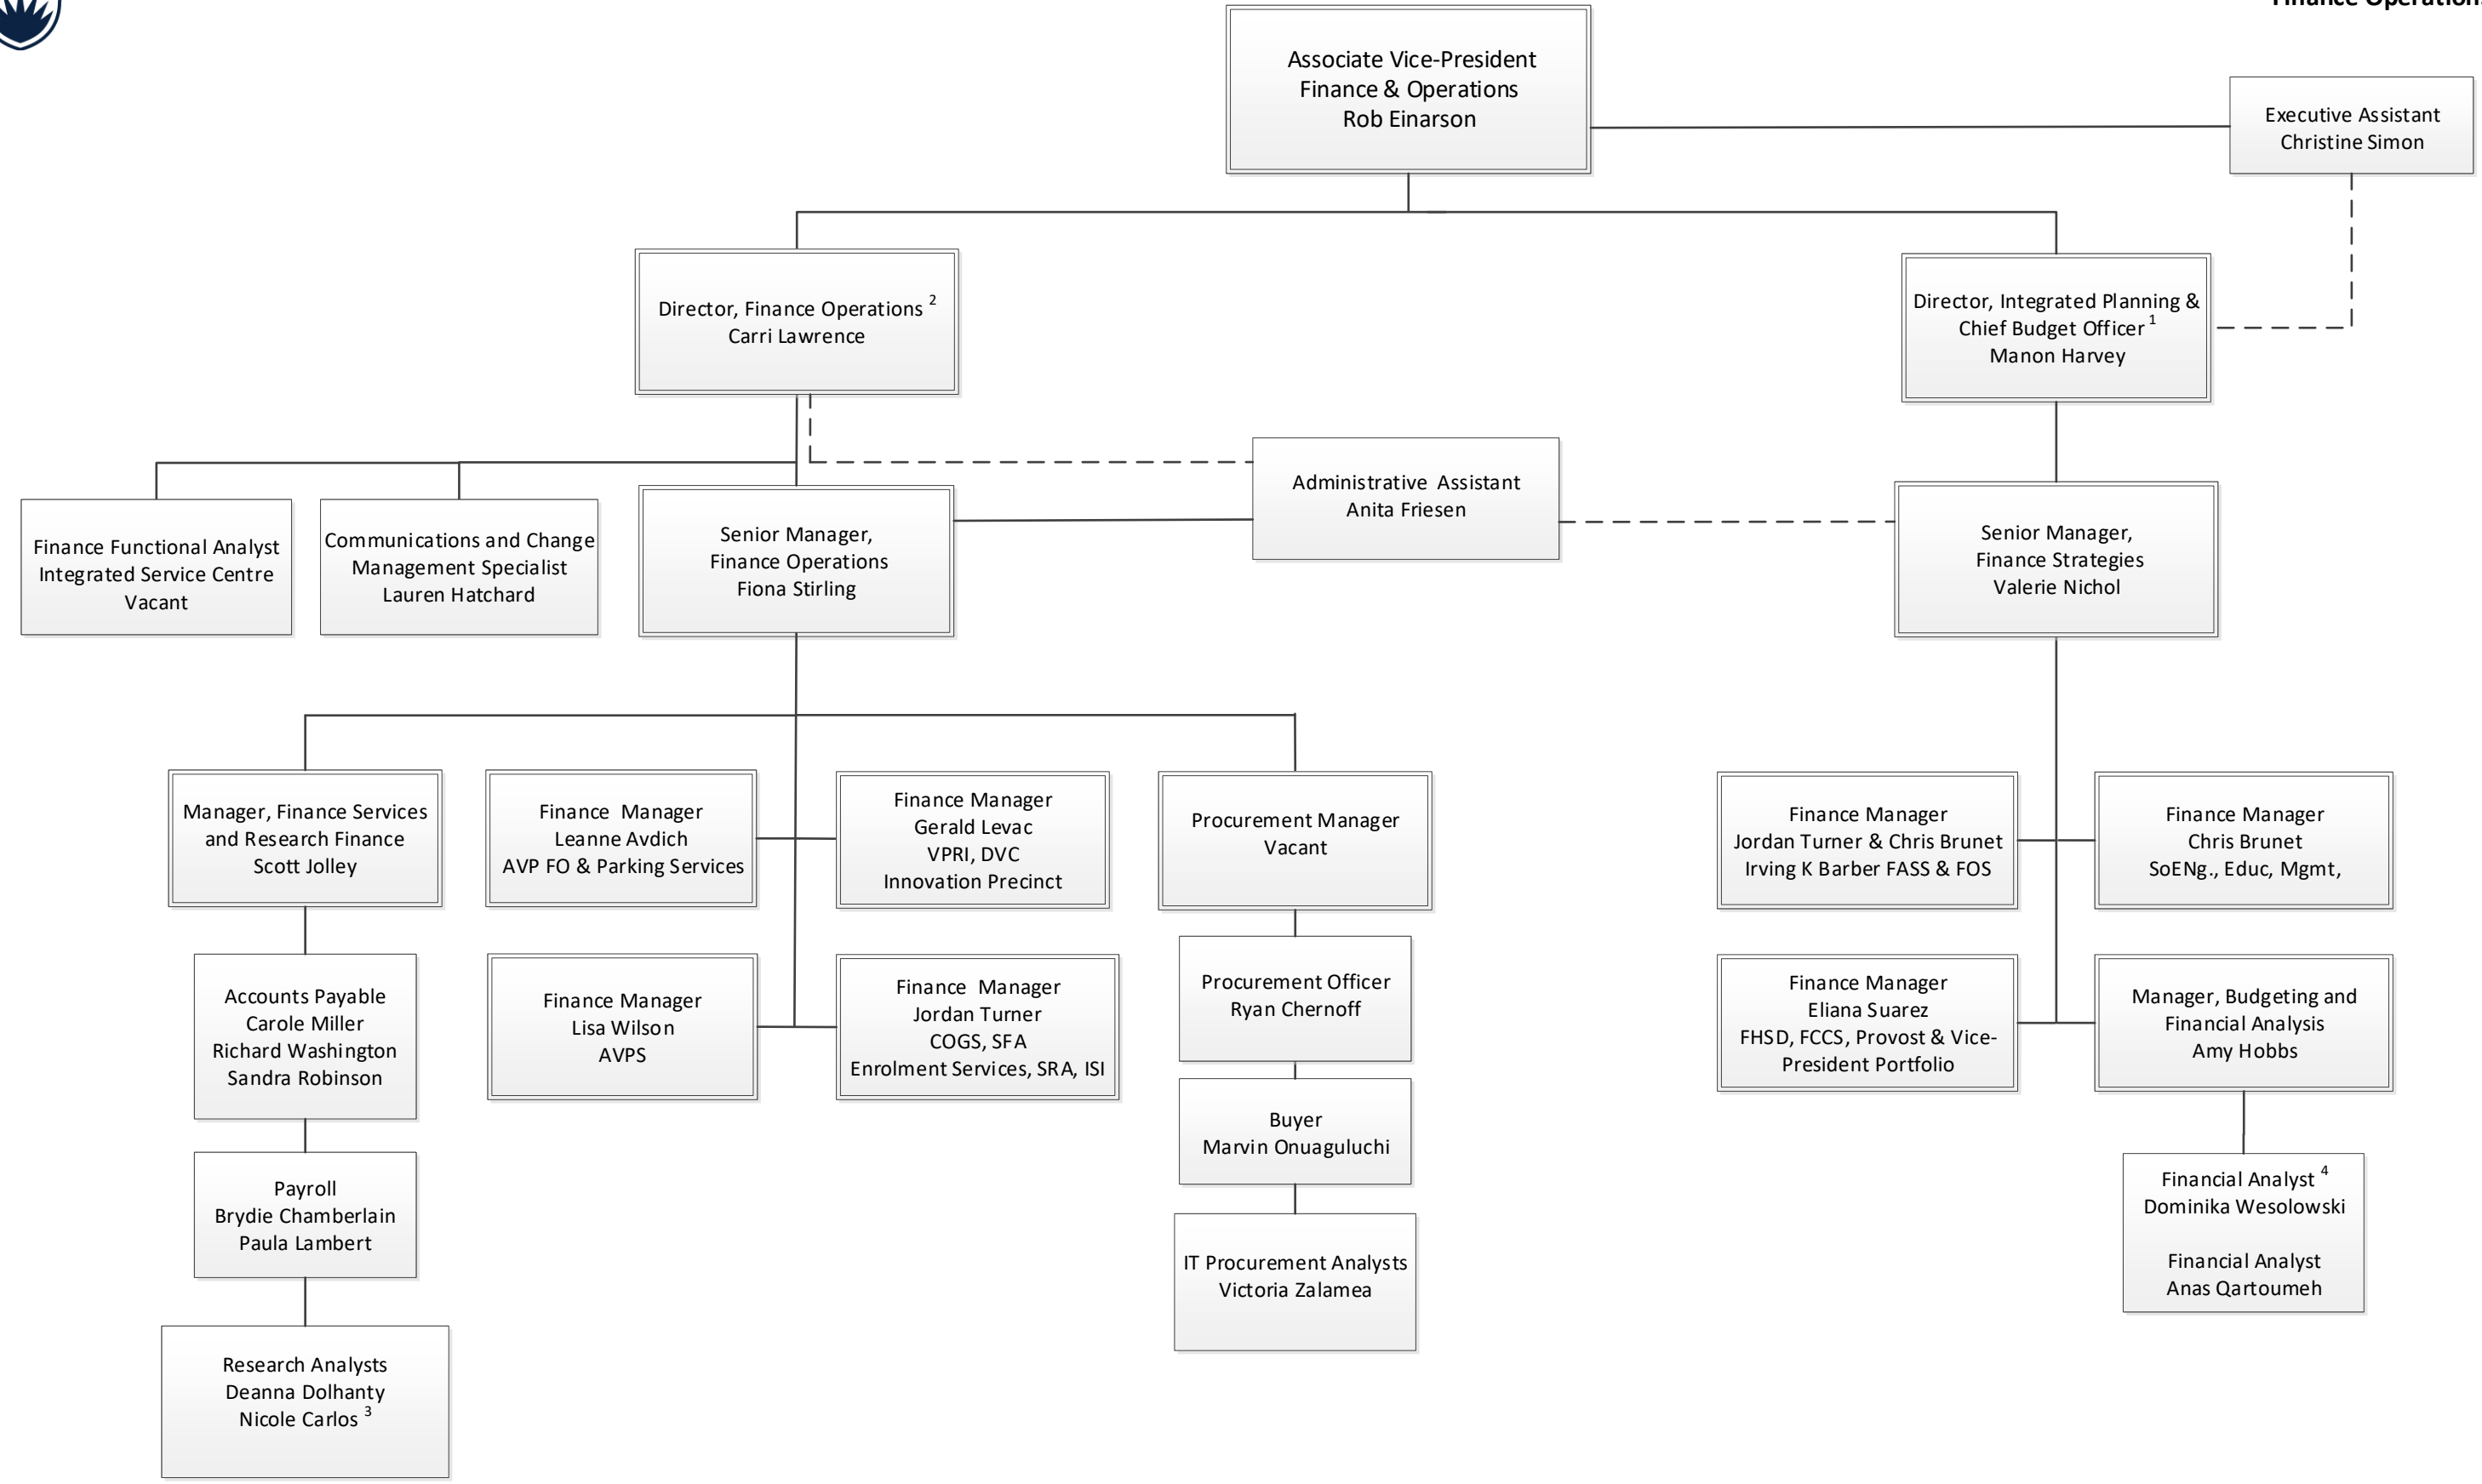 Finance Operation
Associate Vice-President
Finance & Operations
Rob Einarson
Executive Assistant
Christine Simon
Director, Finance Operations 2
Carri Lawrence
Director, Integrated Planning &
Chief Budget Officer 1
Manon Harvey
Administrative Assistant
Anita Friesen
Finance Functional Analyst
Integrated Service Centre
Vacant
Communications and Change
Management Specialist
Lauren Hatchard
Senior Manager,
Finance Operations
Fiona Stirling
Senior Manager,
Finance Strategies
Valerie Nichol
Manager, Finance Services
and Research Finance
Scott Jolley
Finance Manager
Leanne Avdich
AVP FO & Parking Services
Finance Manager
Gerald Levac
VPRI, DVC
Innovation Precinct
Procurement Manager
Vacant
Finance Manager
Jordan Turner & Chris Brunet
Irving K Barber FASS & FOS
Finance Manager
Chris Brunet
SoENg., Educ, Mgmt,
Accounts Payable
Carole Miller
Richard Washington
Sandra Robinson
Finance Manager
Lisa Wilson
AVPS
Finance Manager
Jordan Turner
COGS, SFA
Enrolment Services, SRA, ISI
Procurement Officer
Ryan Chernoff
Finance Manager
Eliana Suarez
FHSD, FCCS, Provost & Vice-
President Portfolio
Manager, Budgeting and
Financial Analysis
Amy Hobbs
Buyer
Marvin Onuaguluchi
Payroll
Brydie Chamberlain
Paula Lambert
Financial Analyst 4
Dominika Wesolowski
Financial Analyst
Anas Qartoumeh
IT Procurement Analysts
Victoria Zalamea
Research Analysts
Deanna Dolhanty
Nicole Carlos 3